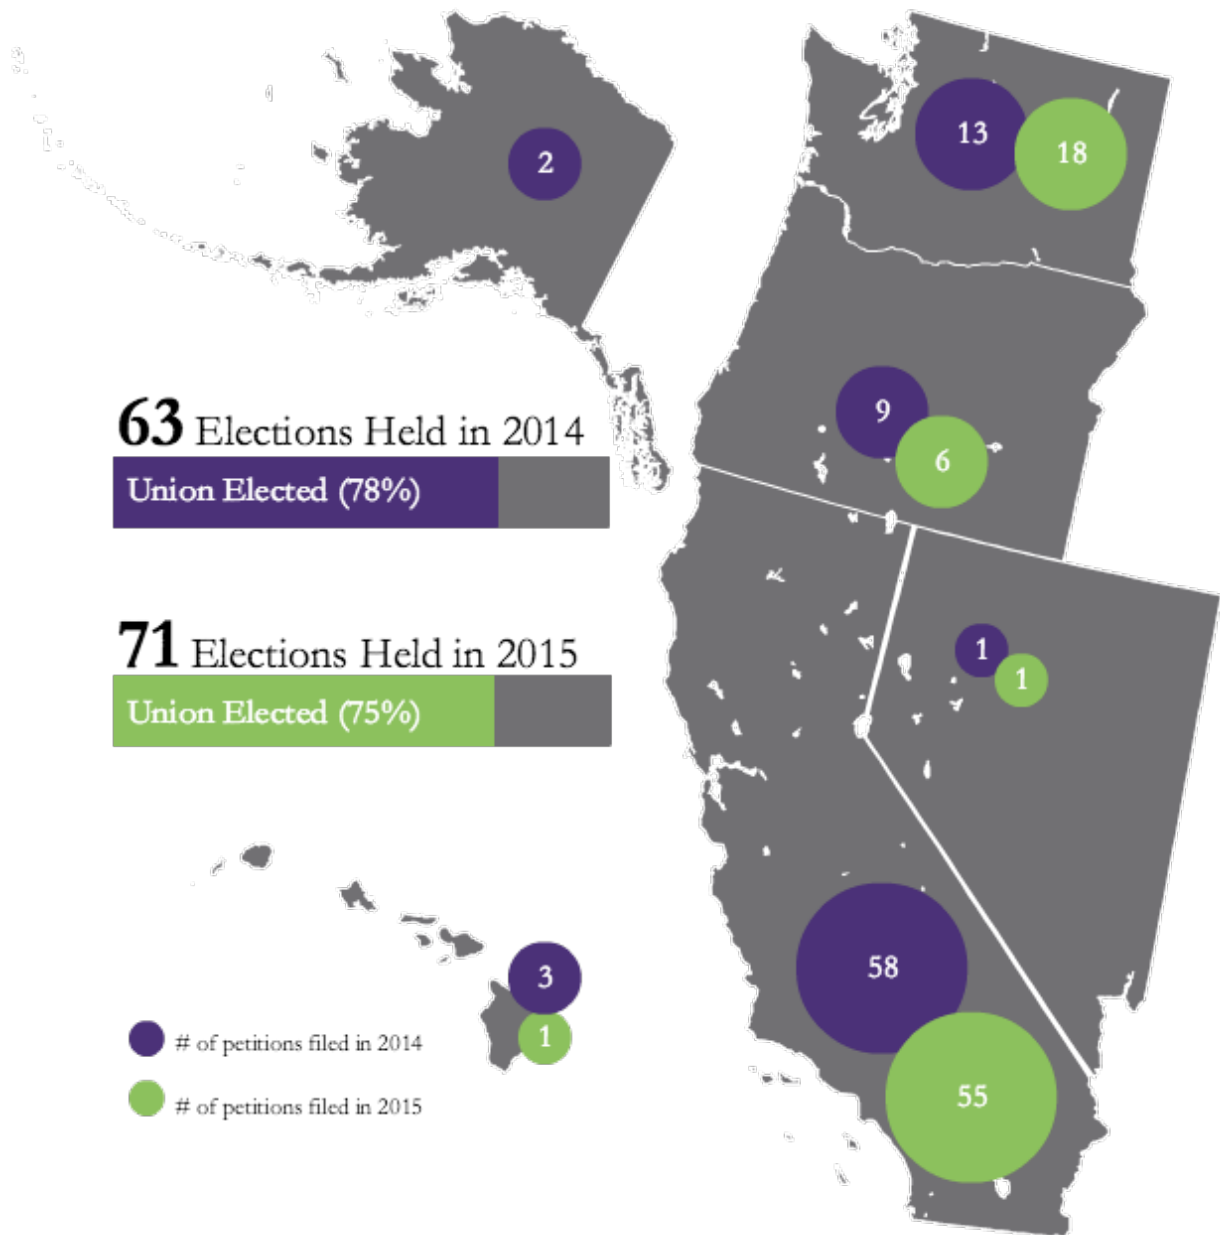 2
13
18
9
6
63 Elections Held in 2014
Union Elected (78%)
71 Elections Held in 2015
Union Elected (75%)
1
1
58
55
3
1
# of petitions filed in 2014
# of petitions filed in 2015